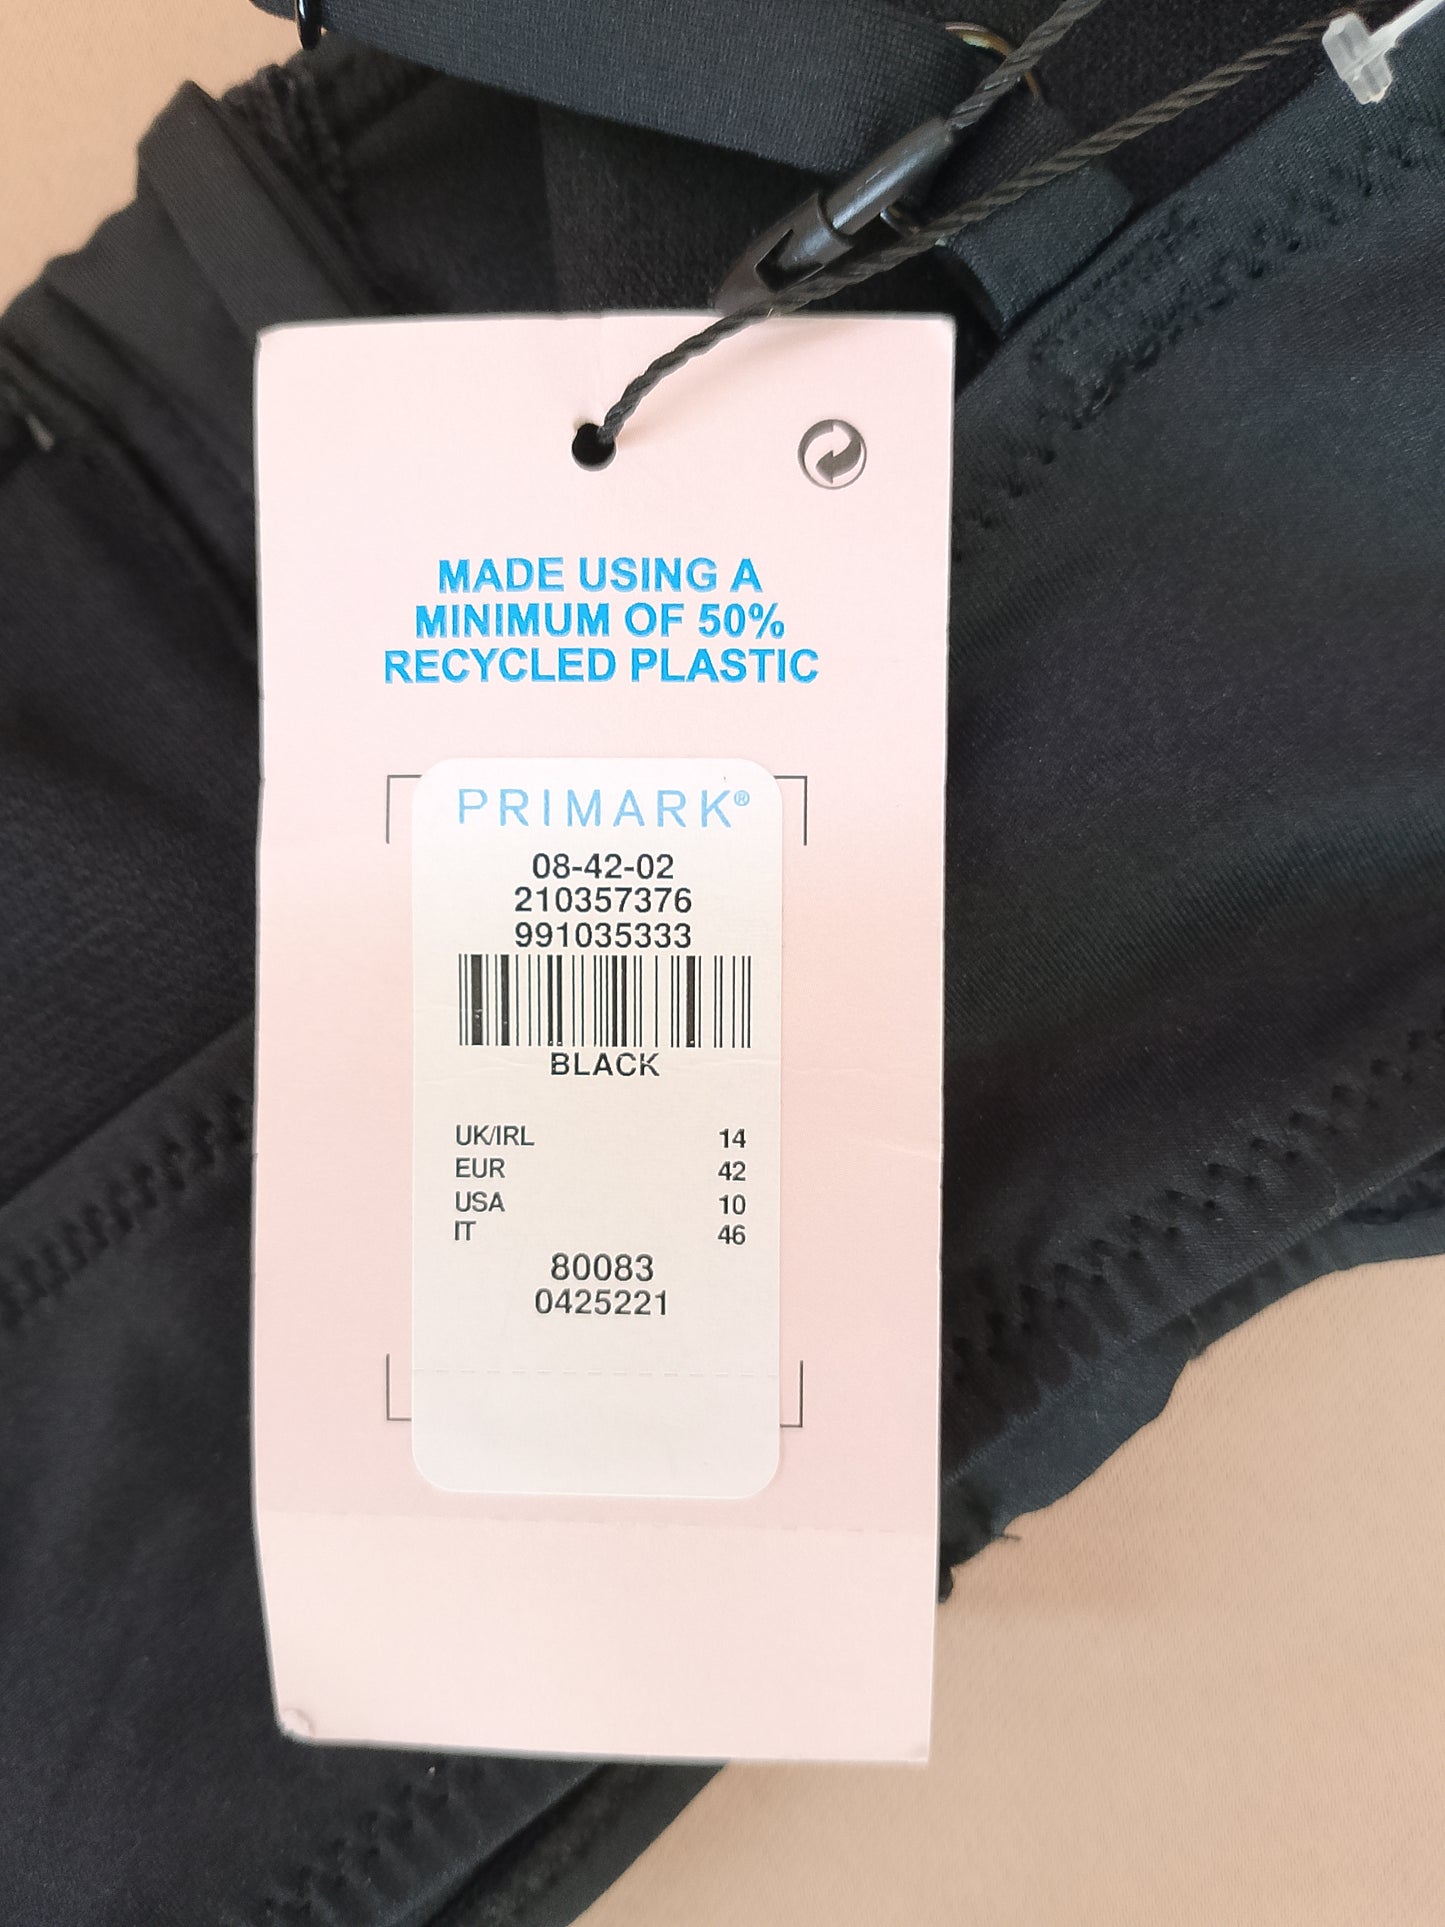 MADE USING A
MINIMUM OF 50%
RECYCLED PLASTIC
PRIMARK®
08-42-02
210357376
991035333
BLACK
UK/IRL 14
EUR 42
USA 10
IT 46
80083
0425221